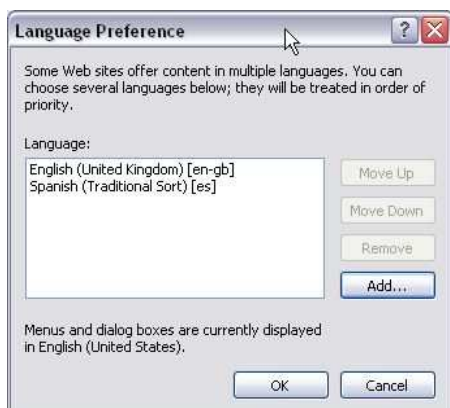 Language Preference
Some Web sites offer content in multiple languages. You can
choose several languages below; they will be treated in order of
priority.
Language:
English (United Kingdom) [en-gb]
Spanish (Traditional Sort) [es]
Move Up
Move Down
Remove
Add...
Menus and dialog boxes are currently displayed
in English (United States).
OK
Cancel